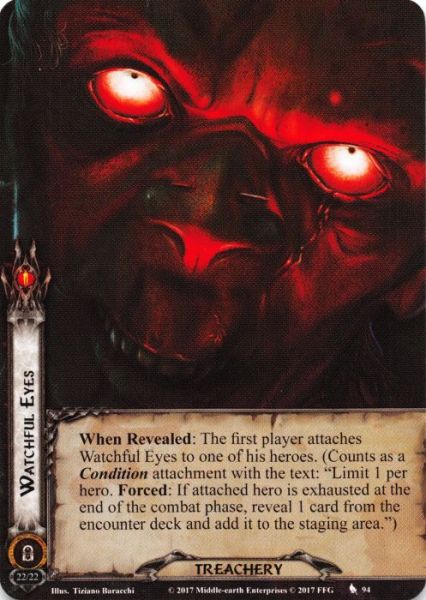 WATCHFUL EYES
When Revealed: The first player attaches
Watchful Eyes to one of his heroes. (Counts as
a Condition attachment with the text: “Limit 1 per
hero. Forced: If attached hero is exhausted at the
end of the combat phase, reveal 1 card from the
encounter deck and add it to the staging area.”)
TREACHERY
22/22
Illus. Tiziano Baracchi © 2017 Middle-earth Enterprises © 2017 FFG 94